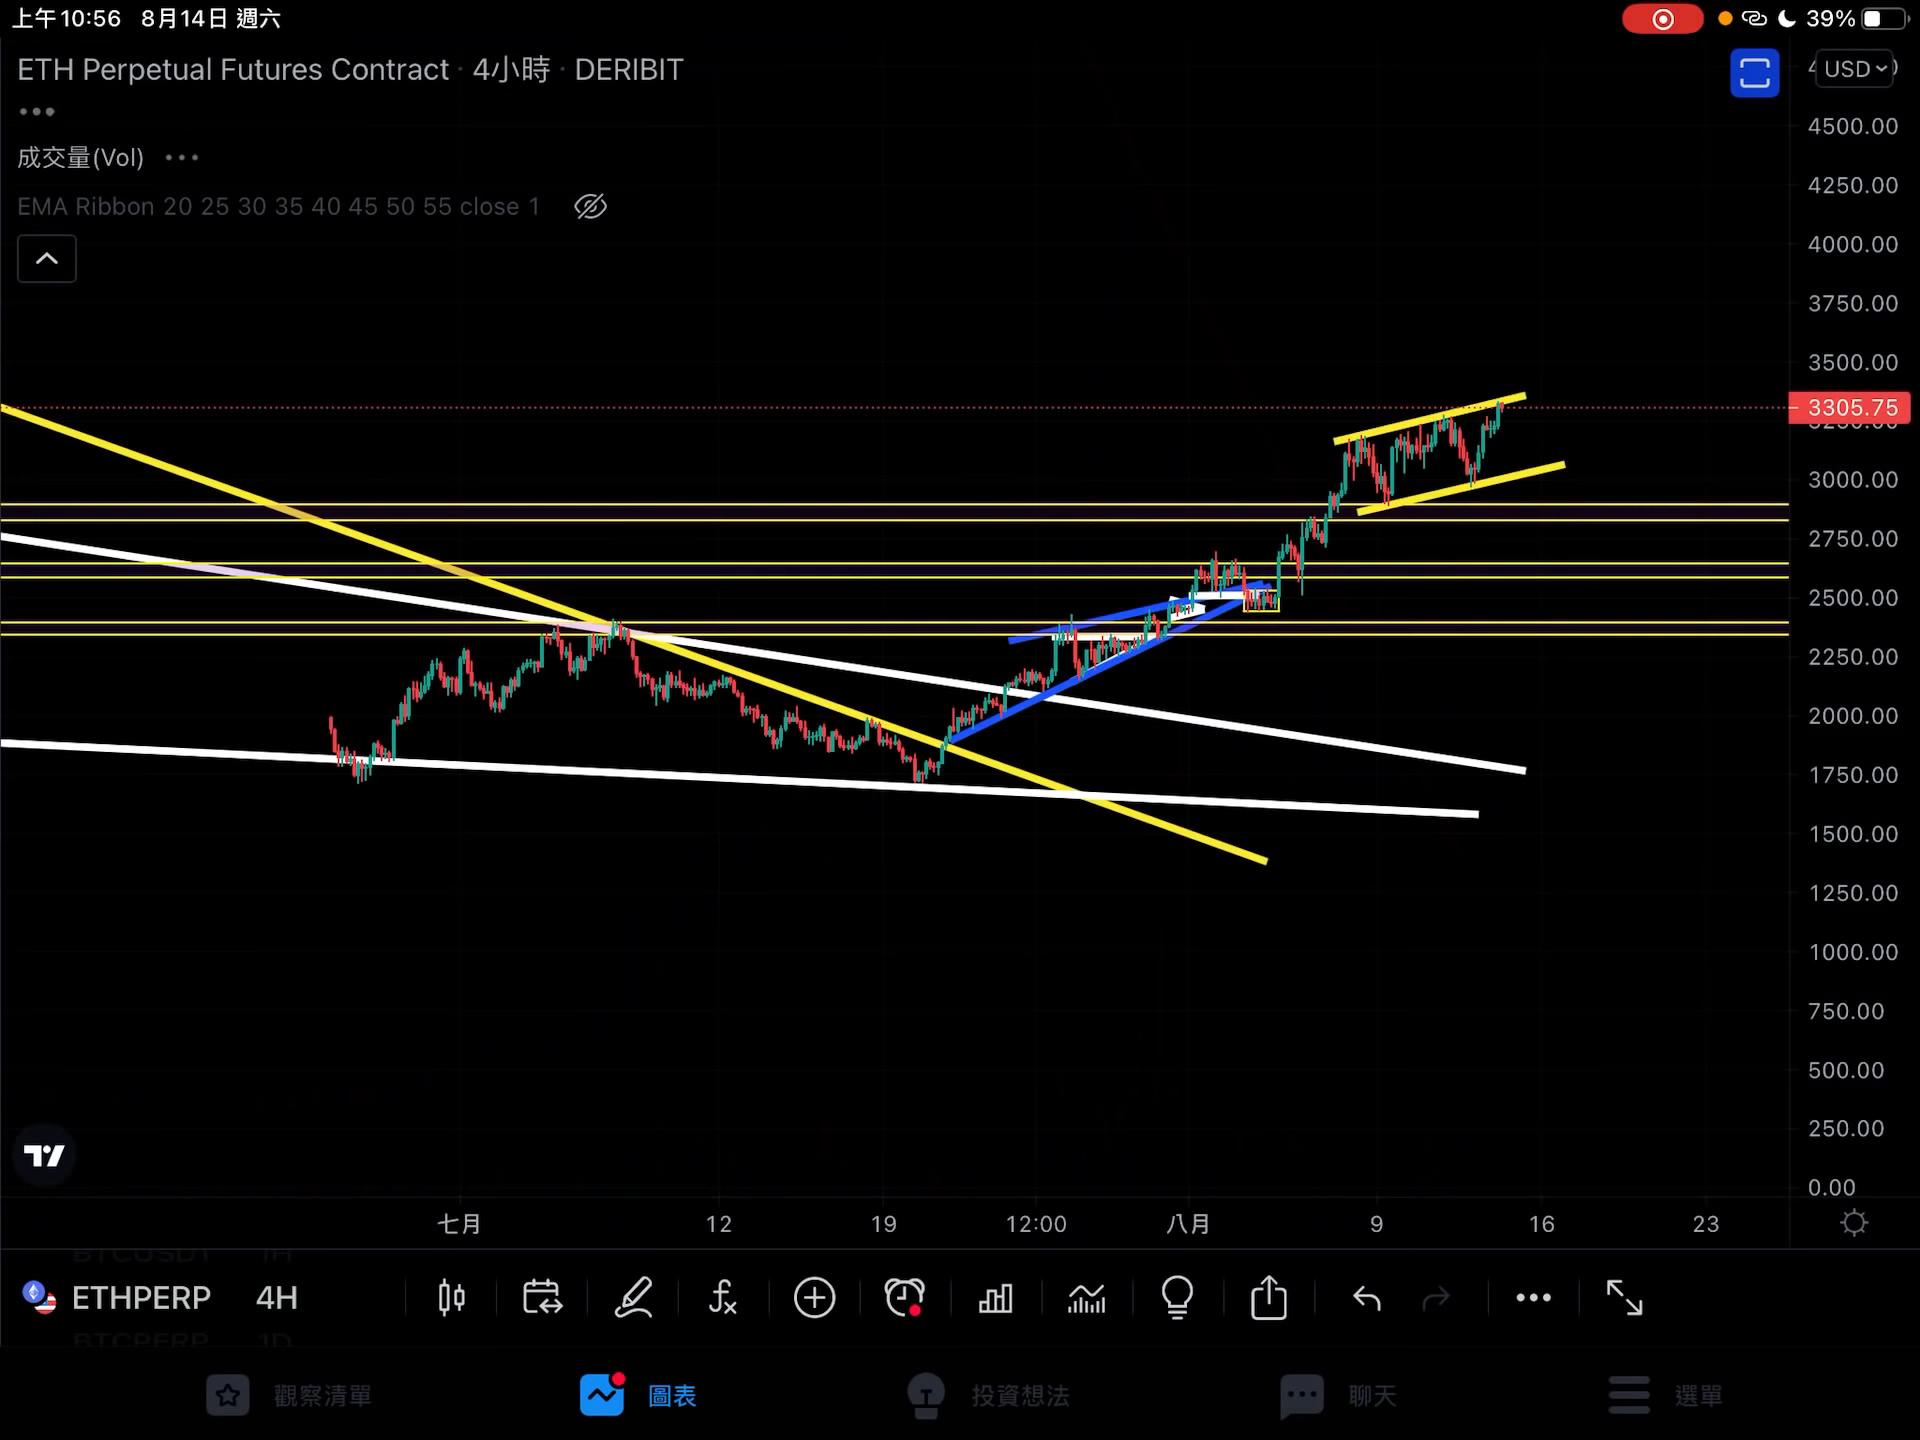 上午10:56 8月14日 週六
39%
ETH Perpetual Futures Contract · 4小時 · DERIBIT
USD
成交量(Vol)
EMA Ribbon 20 25 30 35 40 45 50 55 close 1
4500.00
4250.00
4000.00
3750.00
3500.00
3305.75
3000.00
2750.00
2500.00
2250.00
2000.00
1750.00
1500.00
1250.00
1000.00
750.00
500.00
250.00
0.00
七月 12 19 12:00 八月 9 16 23
BTCUSDT 1H
ETHPERP 4H
BTCPERP 1D
觀察清單 圖表 投資想法 聊天 選單